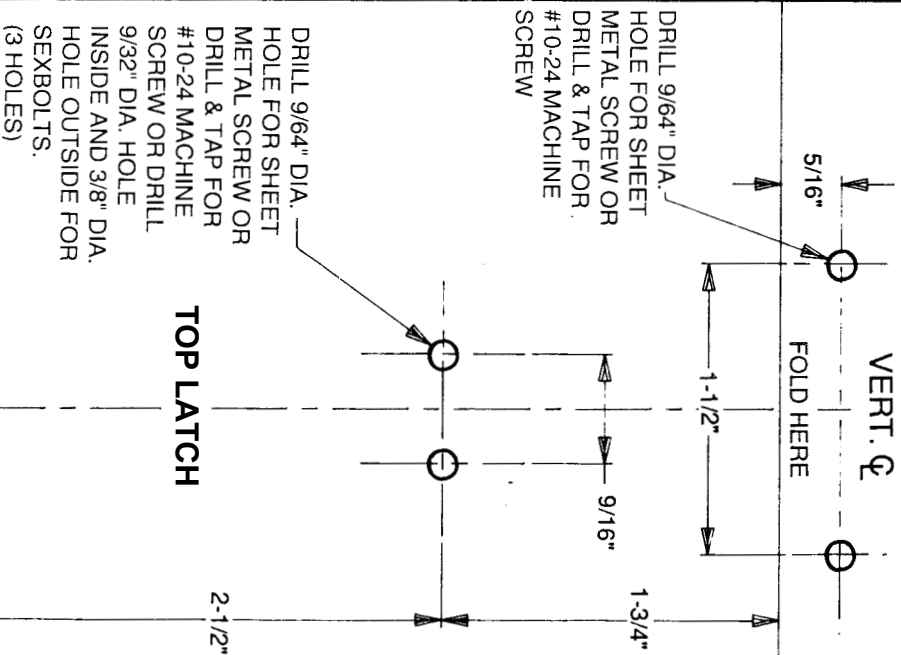 VERT. ℄
FOLD HERE
5/16"
1-1/2"
DRILL 9/64" DIA.
HOLE FOR SHEET
METAL SCREW OR
DRILL & TAP FOR
#10-24 MACHINE
SCREW
1-3/4"
9/16"
DRILL 9/64" DIA.
HOLE FOR SHEET
METAL SCREW OR
DRILL & TAP FOR
#10-24 MACHINE
SCREW OR DRILL
9/32" DIA. HOLE
INSIDE AND 3/8" DIA.
HOLE OUTSIDE FOR
SEXBOLTS.
(3 HOLES)
TOP LATCH
2-1/2"